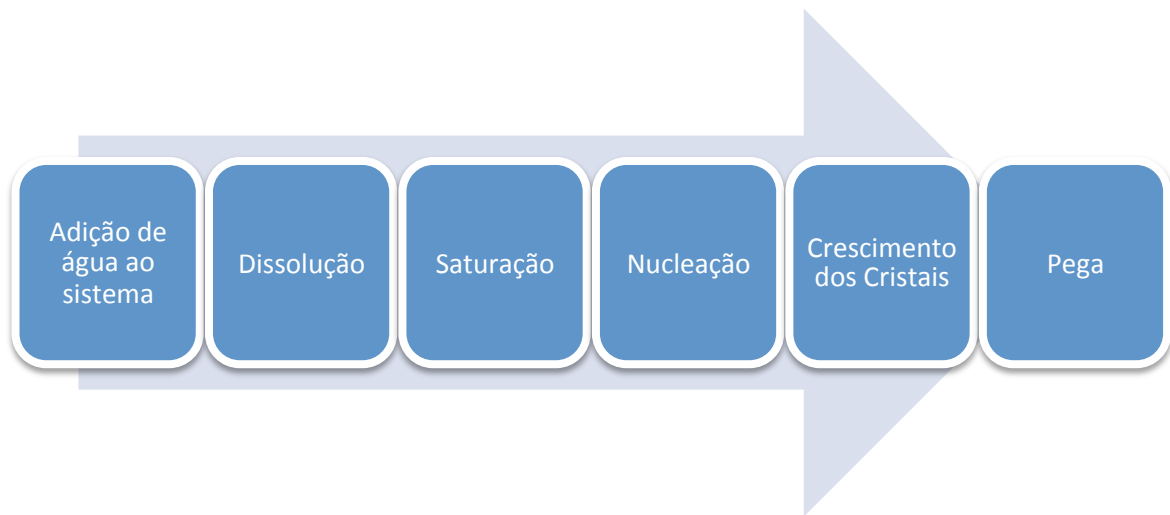 Adição de
água ao
sistema
Dissolução
Saturação
Nucleação
Crescimento
dos Cristais
Pega